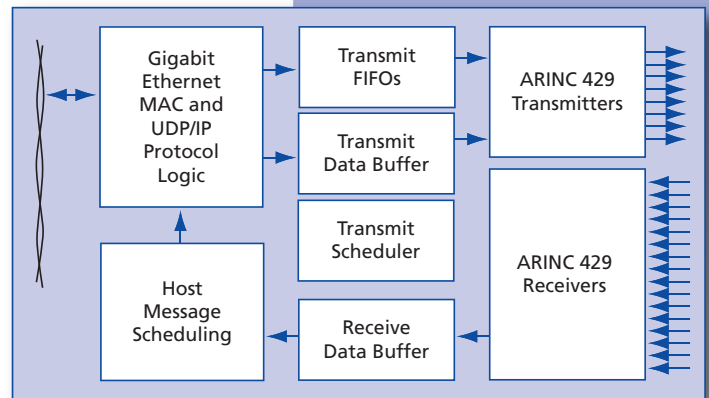 Gigabit
Ethernet
MAC and
UDP/IP
Protocol
Logic
Transmit
FIFOs
ARINC 429
Transmitters
Transmit
Data Buffer
Transmit
Scheduler
ARINC 429
Receivers
Host
Message
Scheduling
Receive
Data Buffer